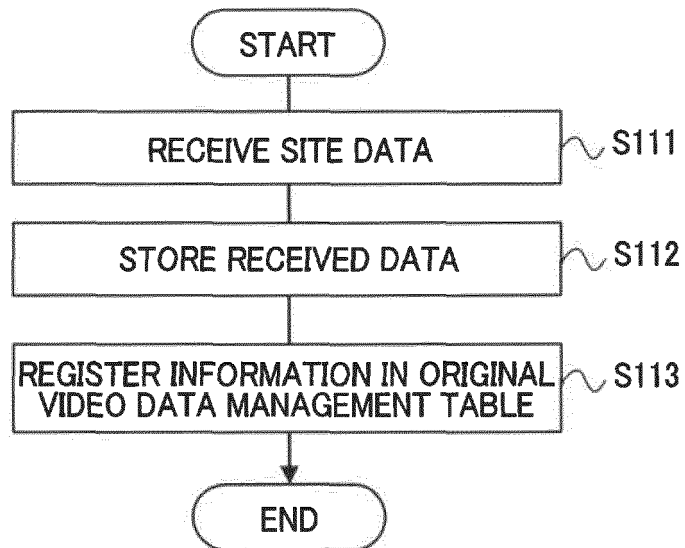 START
RECEIVE SITE DATA
S111
STORE RECEIVED DATA
S112
REGISTER INFORMATION IN ORIGINAL
VIDEO DATA MANAGEMENT TABLE
S113
END